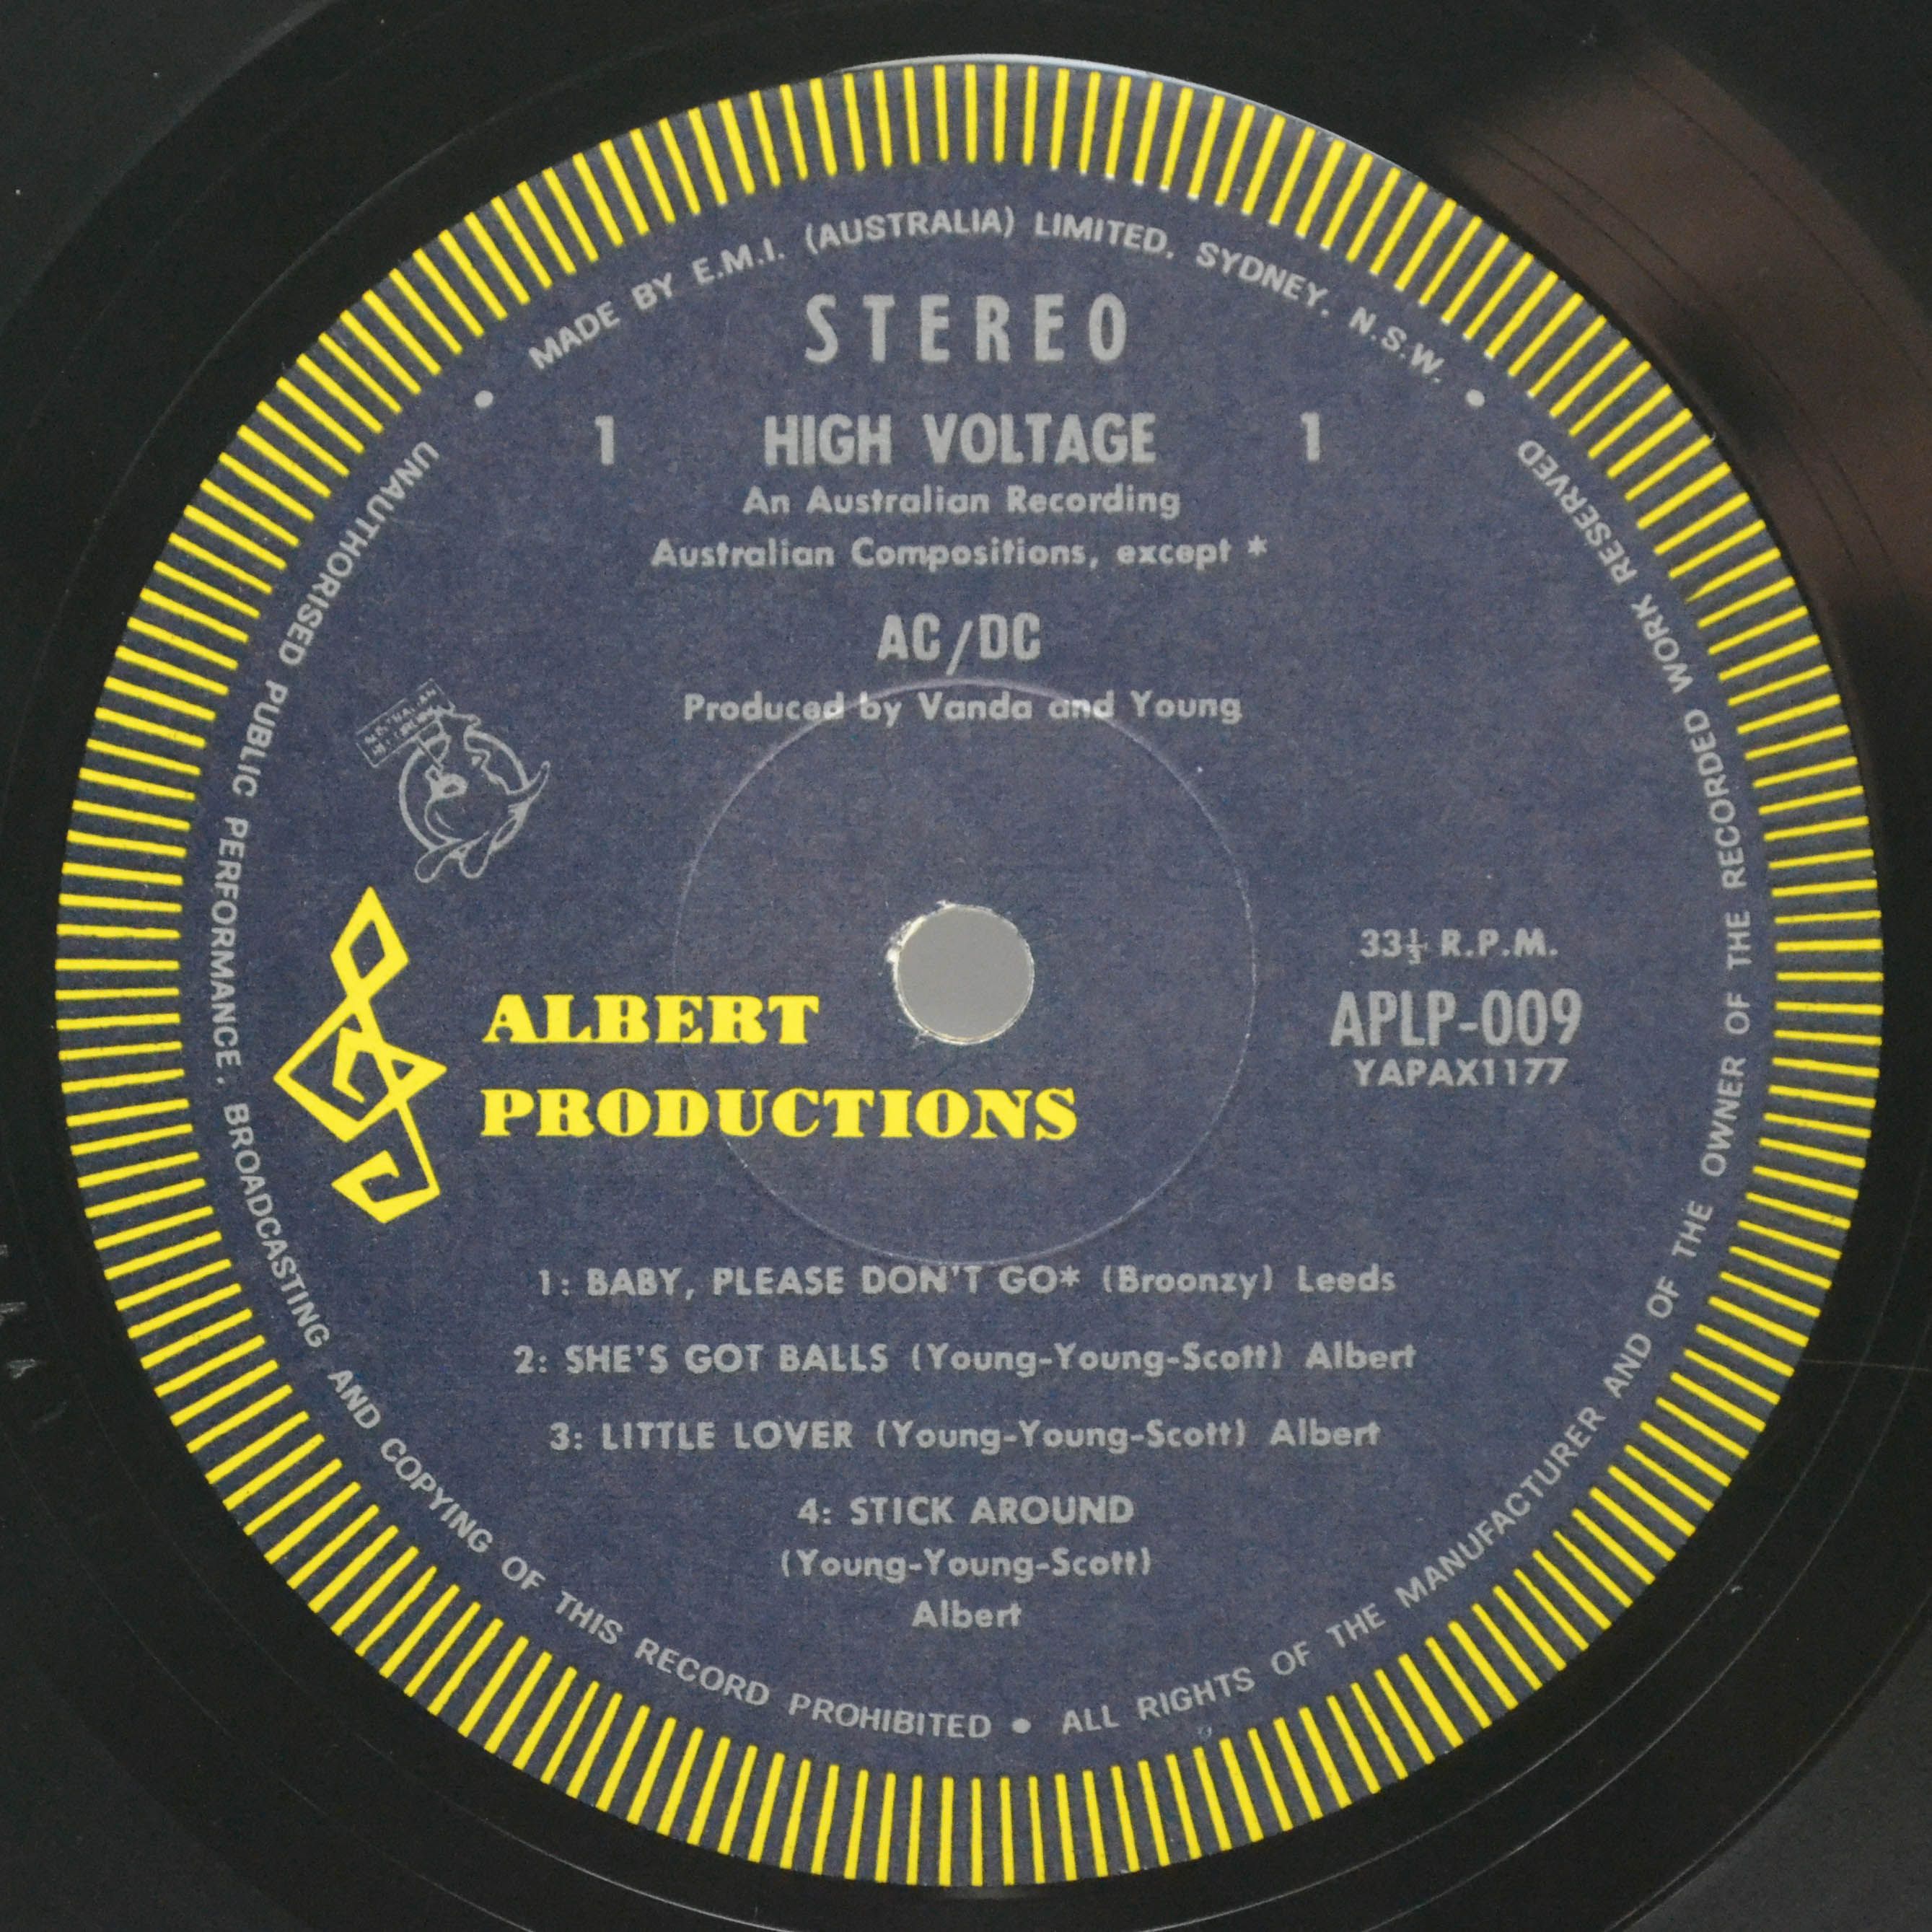 MADE BY E.M.I. (AUSTRALIA) LIMITED, SYDNEY, N.S.W. •
STEREO
1 HIGH VOLTAGE 1
An Australian Recording
Australian Compositions, except *
AC/DC
Produced by Vanda and Young
33⅓ R.P.M.
APLP-009
YAPAX1177
ALBERT
PRODUCTIONS
1: BABY, PLEASE DON'T GO* (Broonzy) Leeds
2: SHE'S GOT BALLS (Young-Young-Scott) Albert
3: LITTLE LOVER (Young-Young-Scott) Albert
4: STICK AROUND
(Young-Young-Scott)
Albert
• UNAUTHORISED PUBLIC PERFORMANCE, BROADCASTING AND COPYING OF THIS RECORD PROHIBITED • ALL RIGHTS OF THE MANUFACTURER AND OF THE OWNER OF THE RECORDED WORK RESERVED